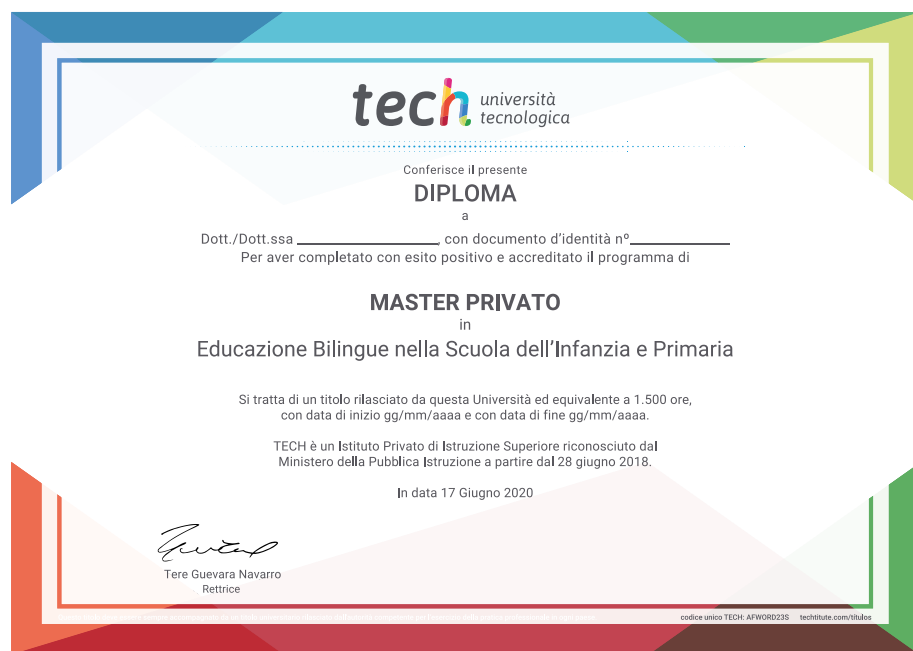 tech università
tecnologica
Conferisce il presente
DIPLOMA
a
Dott./Dott.ssa ____________________, con documento d'identità nº______________
Per aver completato con esito positivo e accreditato il programma di
MASTER PRIVATO
in
Educazione Bilingue nella Scuola dell'Infanzia e Primaria
Si tratta di un titolo rilasciato da questa Università ed equivalente a 1.500 ore,
con data di inizio gg/mm/aaaa e con data di fine gg/mm/aaaa.
TECH è un Istituto Privato di Istruzione Superiore riconosciuto dal
Ministero della Pubblica Istruzione a partire dal 28 giugno 2018.
In data 17 Giugno 2020
Tere Guevara Navarro
Rettrice
codice unico TECH: AFWORD23S techtitute.com/titulos